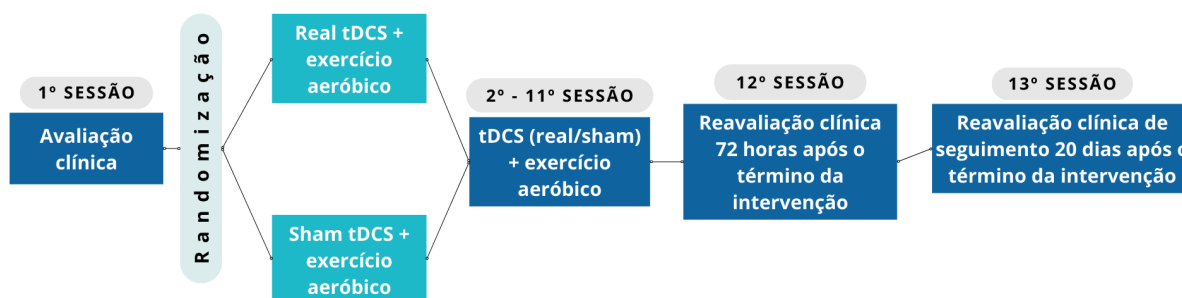 1º SESSÃO
Avaliação
clínica
Randomização
Real tDCS +
exercício
aeróbico
Sham tDCS +
exercício
aeróbico
2º - 11º SESSÃO
tDCS (real/sham)
+ exercício
aeróbico
12º SESSÃO
Reavaliação clínica
72 horas após o
término da
intervenção
13º SESSÃO
Reavaliação clínica de
seguimento 20 dias após o
término da intervenção